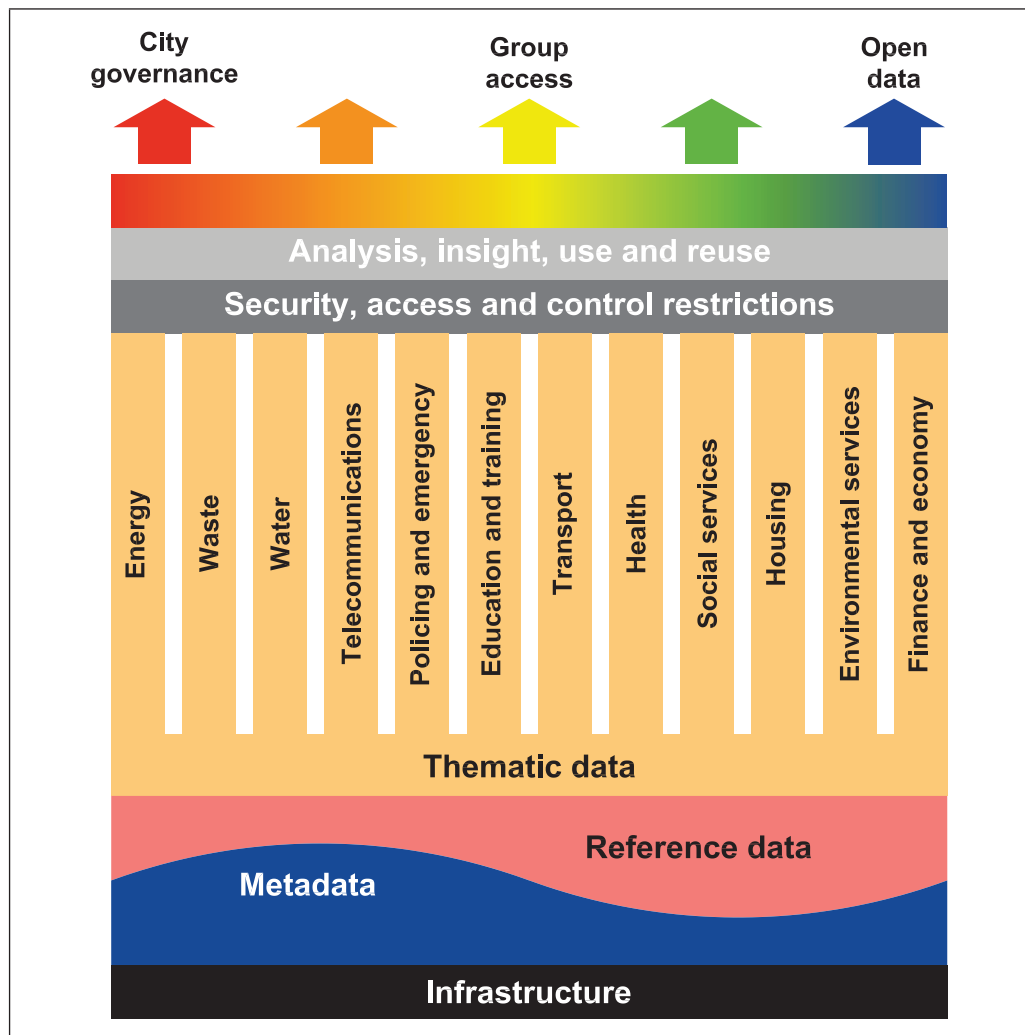 City
governance
Group
access
Open
data
Analysis, insight, use and reuse
Security, access and control restrictions
Energy
Waste
Water
Telecommunications
Policing and emergency
Education and training
Transport
Health
Social services
Housing
Environmental services
Finance and economy
Thematic data
Reference data
Metadata
Infrastructure